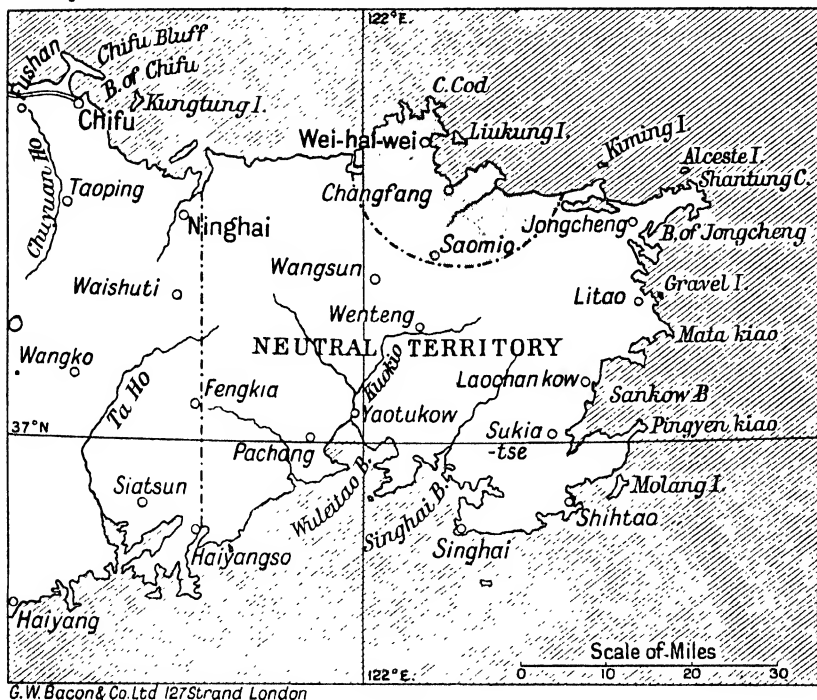 122°E.
Fushan
Chifu Bluff
B. of Chifu
Kungtung I.
Chifu
C. Cod
Wei-hai-wei
Liukung I.
Kiming I.
Alceste I.
Shantung C.
Chuyuan Ho
Taoping
Changfang
Ninghai
Jongcheng
B. of Jongcheng
Saomio
Wangsun
Waishuti
Litao
Gravel I.
Wenteng
Mata kiao
NEUTRAL TERRITORY
Wangko
Kuokio
Laochan kow
Sankow B
Ta Ho
Fengkia
Yaotukow
Pingyen kiao
37°N
Pachang
Sukia
-tse
Wuleitao B.
Singhai B.
Siatsun
Molang I.
Shihtao
Haiyangso
Singhai
Haiyang
Scale of Miles
0 10 20 30
122°E.
G.W. Bacon & Co. Ltd 127 Strand London